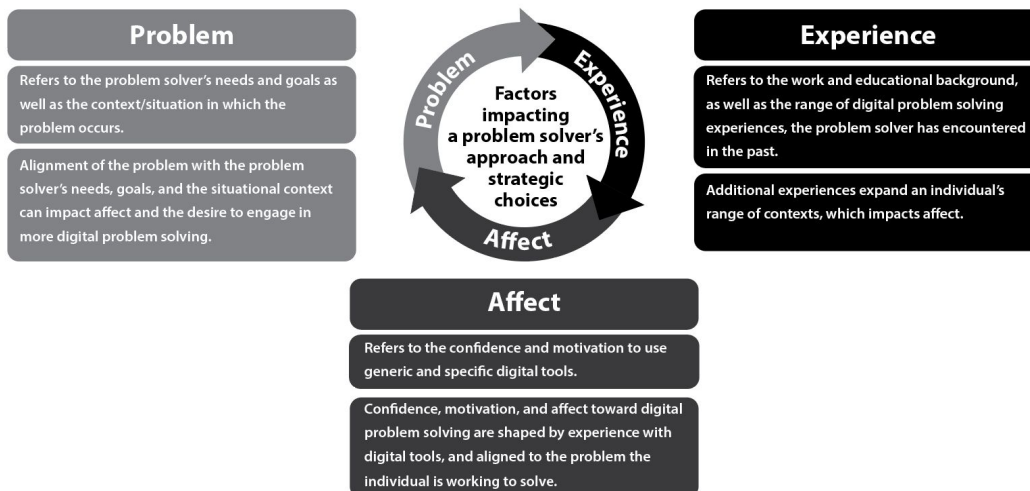 Problem
Refers to the problem solver's needs and goals as
well as the context/situation in which the
problem occurs.
Alignment of the problem with the problem
solver's needs, goals, and the situational context
can impact affect and the desire to engage in
more digital problem solving.
Problem
Experience
Affect
Factors
impacting
a problem solver's
approach and
strategic
choices
Experience
Refers to the work and educational background,
as well as the range of digital problem solving
experiences, the problem solver has encountered
in the past.
Additional experiences expand an individual's
range of contexts, which impacts affect.
Affect
Refers to the confidence and motivation to use
generic and specific digital tools.
Confidence, motivation, and affect toward digital
problem solving are shaped by experience with
digital tools, and aligned to the problem the
individual is working to solve.